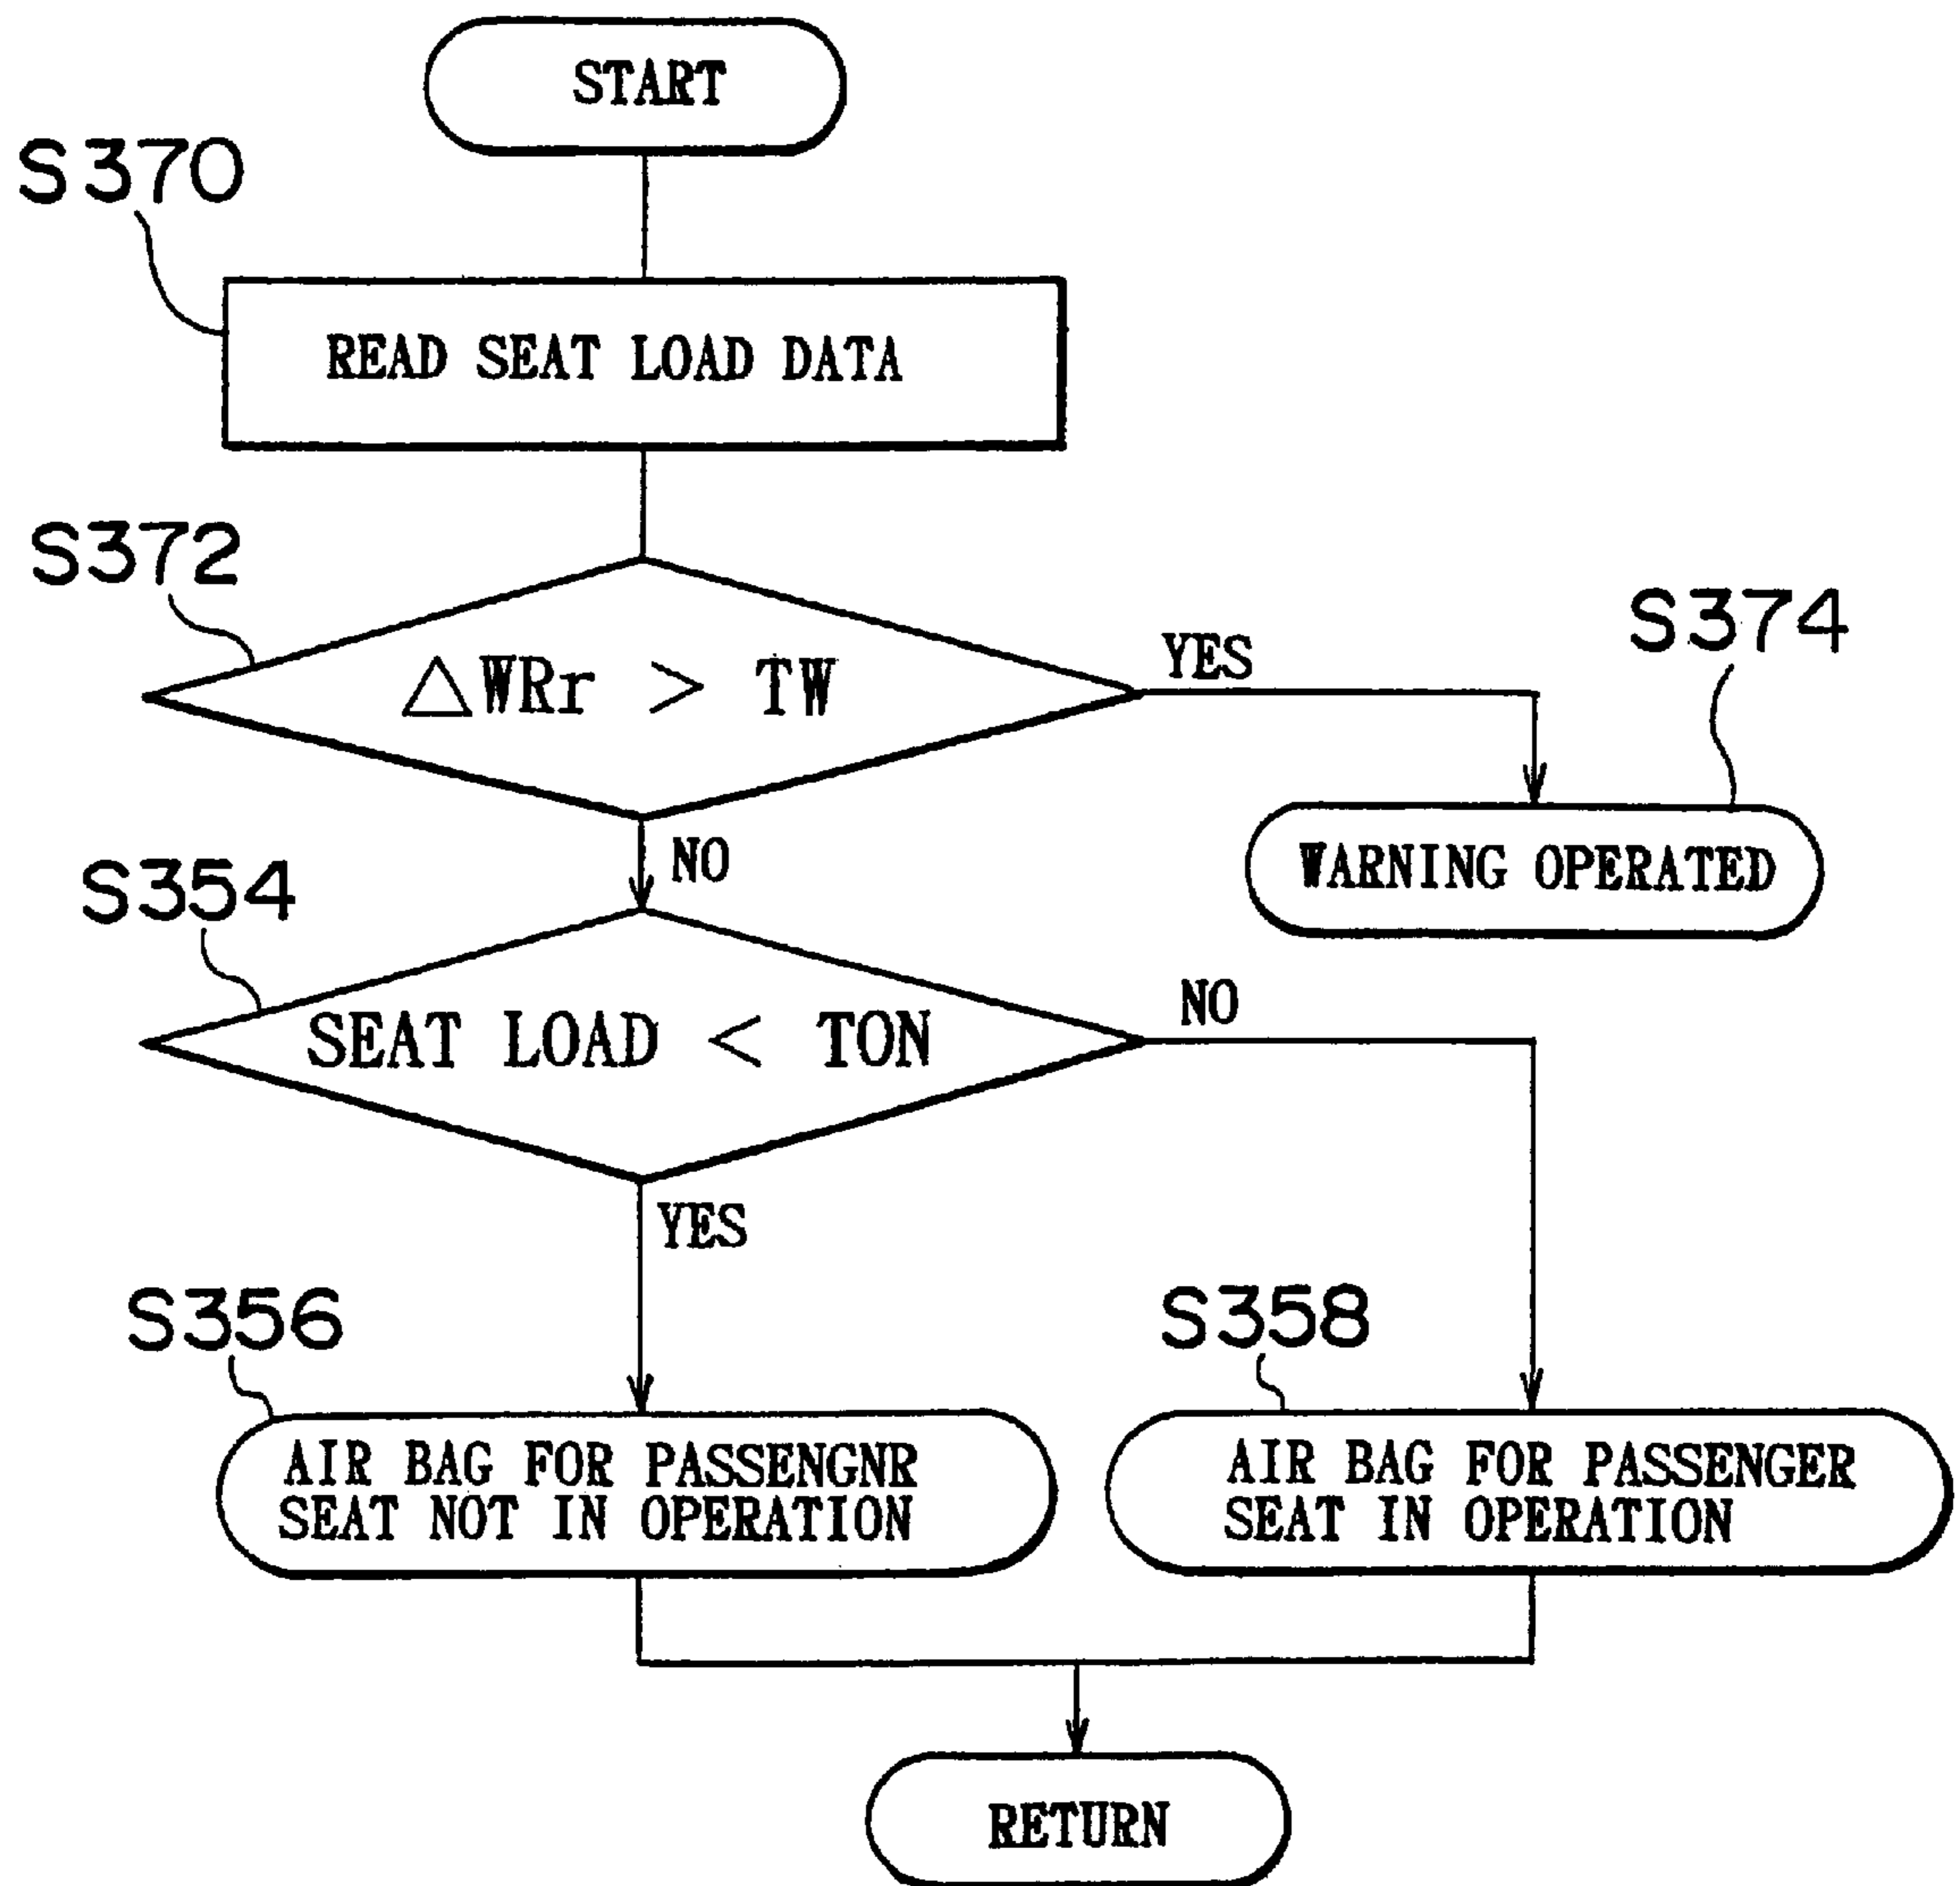 START
S370
READ SEAT LOAD DATA
S372
△WRr > TW
YES
S374
WARNING OPERATED
NO
S354
SEAT LOAD < TON
NO
YES
S356
S358
AIR BAG FOR PASSENGNR
SEAT NOT IN OPERATION
AIR BAG FOR PASSENGER
SEAT IN OPERATION
RETURN